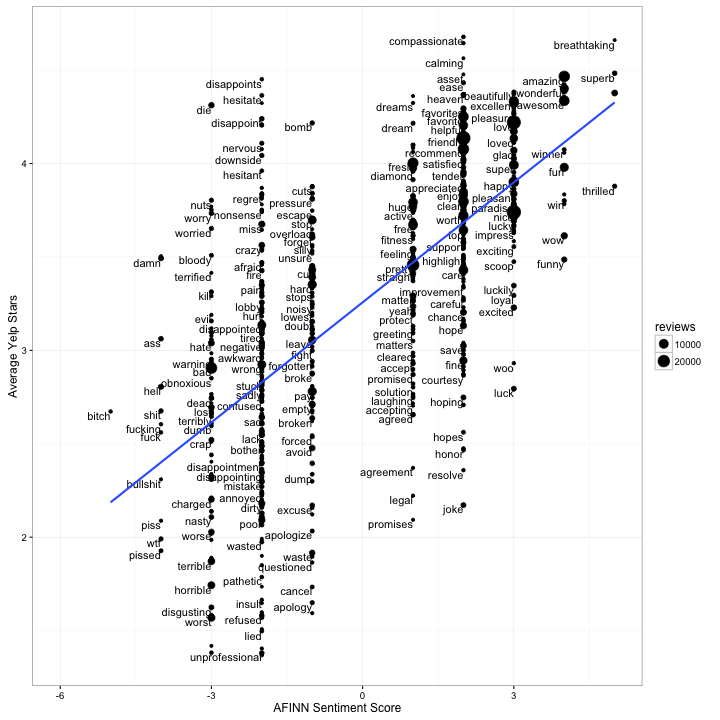 compassionate
breathtaking
calming
disappoints
asset
ease
amazing
superb
hesitate
heaven
beautifully
wonderful
die
dreams
excellent
awesome
disappoint
bomb
dream
favorites
favorite
pleasure
love
helpful
nervous
friendly
loved
downside
recommend
glad
winner
hesitant
fresh
satisfied
super
fun
diamond
tender
cuts
appreciated
happy
thrilled
nuts
regret
pressure
enjoy
pleasant
worry
nonsense
escape
huge
clean
paradise
win
worried
miss
stop
active
worth
nice
overload
free
lucky
forget
fitness
top
impress
wow
crazy
silly
support
exciting
damn
bloody
unsure
feeling
highlight
scoop
funny
afraid
pretty
terrified
fire
cut
straight
care
kill
pain
hard
improvement
luckily
stops
matter
careful
loyal
lobby
noisy
yeah
chance
excited
evil
hurt
lowest
protect
disappointed
doubt
greeting
hope
ass
hate
tired
negative
leave
matters
save
warning
awkward
fight
cleared
fine
woo
bad
wrong
forgotten
accept
hell
obnoxious
stuck
broke
promised
courtesy
luck
sadly
pay
solution
dead
confused
laughing
hoping
bitch
shit
lost
empty
accepting
terribly
sad
broken
agreed
fucking
dumb
fuck
crap
lack
forced
hopes
bother
avoid
honor
disappointment
agreement
bullshit
disappointing
dump
resolve
mistake
charged
annoyed
legal
dirty
excuse
joke
piss
nasty
poor
promises
wtf
worse
apologize
pissed
wasted
waste
terrible
questioned
horrible
pathetic
cancel
disgusting
insult
apology
worst
refused
lied
unprofessional
4
3
2
-6
-3
0
3
AFINN Sentiment Score
Average Yelp Stars
reviews
10000
20000